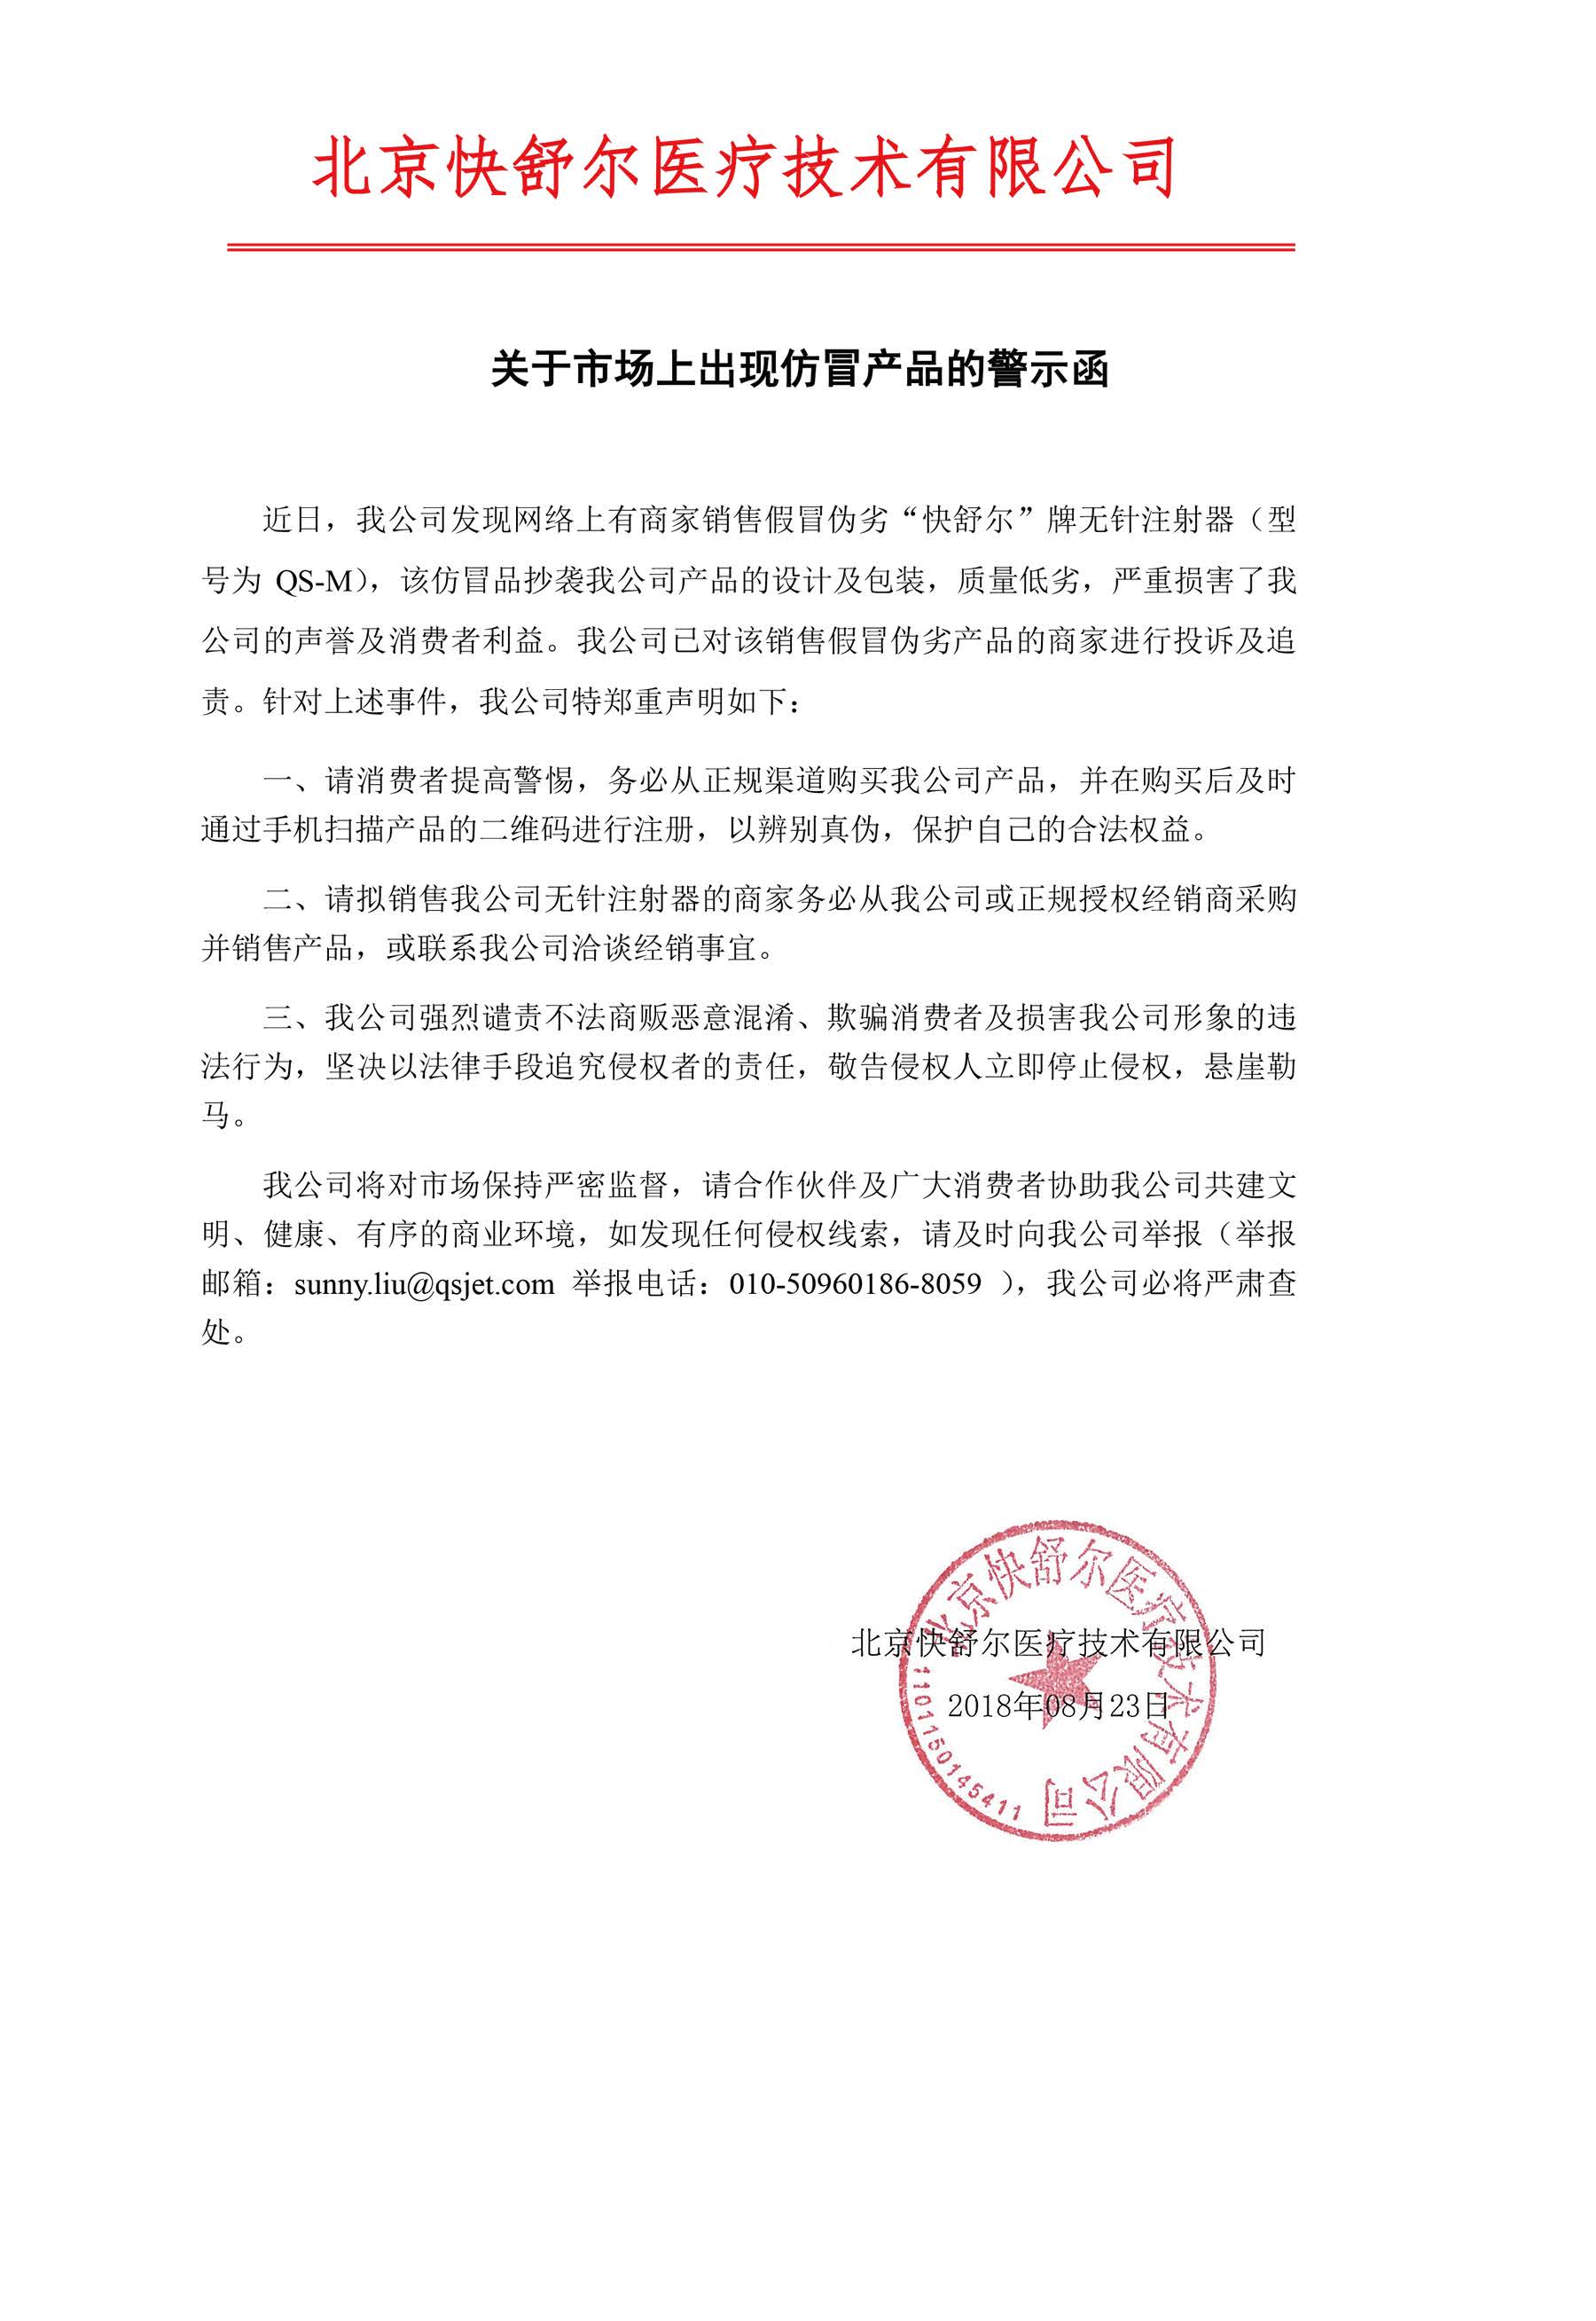 北京快舒尔医疗技术有限公司
关于市场上出现仿冒产品的警示函
近日，我公司发现网络上有商家销售假冒伪劣“快舒尔”牌无针注射器（型
号为 QS-M），该仿冒品抄袭我公司产品的设计及包装，质量低劣，严重损害了我
公司的声誉及消费者利益。我公司已对该销售假冒伪劣产品的商家进行投诉及追
责。针对上述事件，我公司特郑重声明如下：
一、请消费者提高警惕，务必从正规渠道购买我公司产品，并在购买后及时
通过手机扫描产品的二维码进行注册，以辨别真伪，保护自己的合法权益。
二、请拟销售我公司无针注射器的商家务必从我公司或正规授权经销商采购
并销售产品，或联系我公司洽谈经销事宜。
三、我公司强烈谴责不法商贩恶意混淆、欺骗消费者及损害我公司形象的违
法行为，坚决以法律手段追究侵权者的责任，敬告侵权人立即停止侵权，悬崖勒
马。
我公司将对市场保持严密监督，请合作伙伴及广大消费者协助我公司共建文
明、健康、有序的商业环境，如发现任何侵权线索，请及时向我公司举报（举报
邮箱：sunny.liu@qsjet.com 举报电话：010-50960186-8059 ），我公司必将严肃查
处。
北京快舒尔医疗技术有限公司
2018年08月23日
北京快舒尔医疗技术有限公司
1101150145411